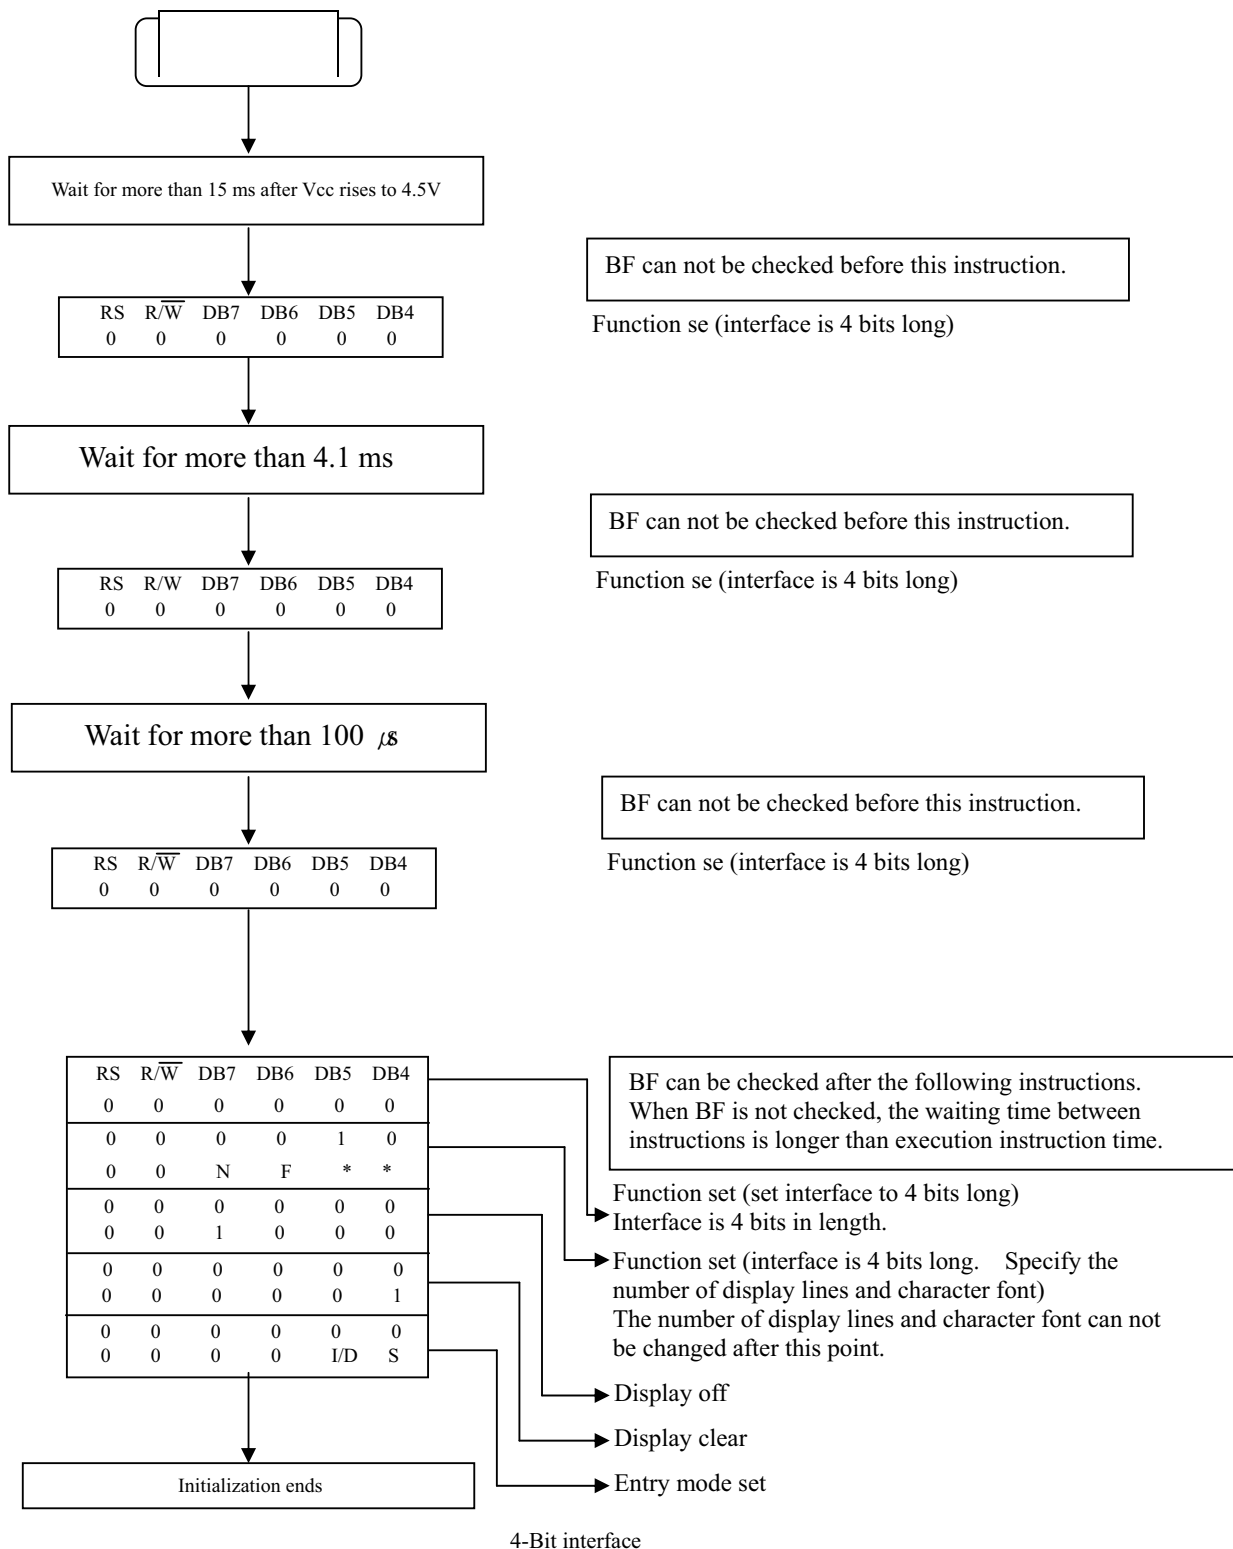 Wait for more than 15 ms after Vcc rises to 4.5V
BF can not be checked before this instruction.
RS R/W̅ DB7 DB6 DB5 DB4
0 0 0 0 0 0
Function se (interface is 4 bits long)
Wait for more than 4.1 ms
BF can not be checked before this instruction.
RS R/W DB7 DB6 DB5 DB4
0 0 0 0 0 0
Function se (interface is 4 bits long)
Wait for more than 100 μs
BF can not be checked before this instruction.
RS R/W̅ DB7 DB6 DB5 DB4
0 0 0 0 0 0
Function se (interface is 4 bits long)
RS R/W̅ DB7 DB6 DB5 DB4
0 0 0 0 0 0
0 0 0 0 1 0
0 0 N F * *
0 0 0 0 0 0
0 0 1 0 0 0
0 0 0 0 0 0
0 0 0 0 0 1
0 0 0 0 0 0
0 0 0 0 I/D S
BF can be checked after the following instructions.
When BF is not checked, the waiting time between
instructions is longer than execution instruction time.
Function set (set interface to 4 bits long)
Interface is 4 bits in length.
Function set (interface is 4 bits long. Specify the
number of display lines and character font)
The number of display lines and character font can not
be changed after this point.
Display off
Display clear
Entry mode set
Initialization ends
4-Bit interface